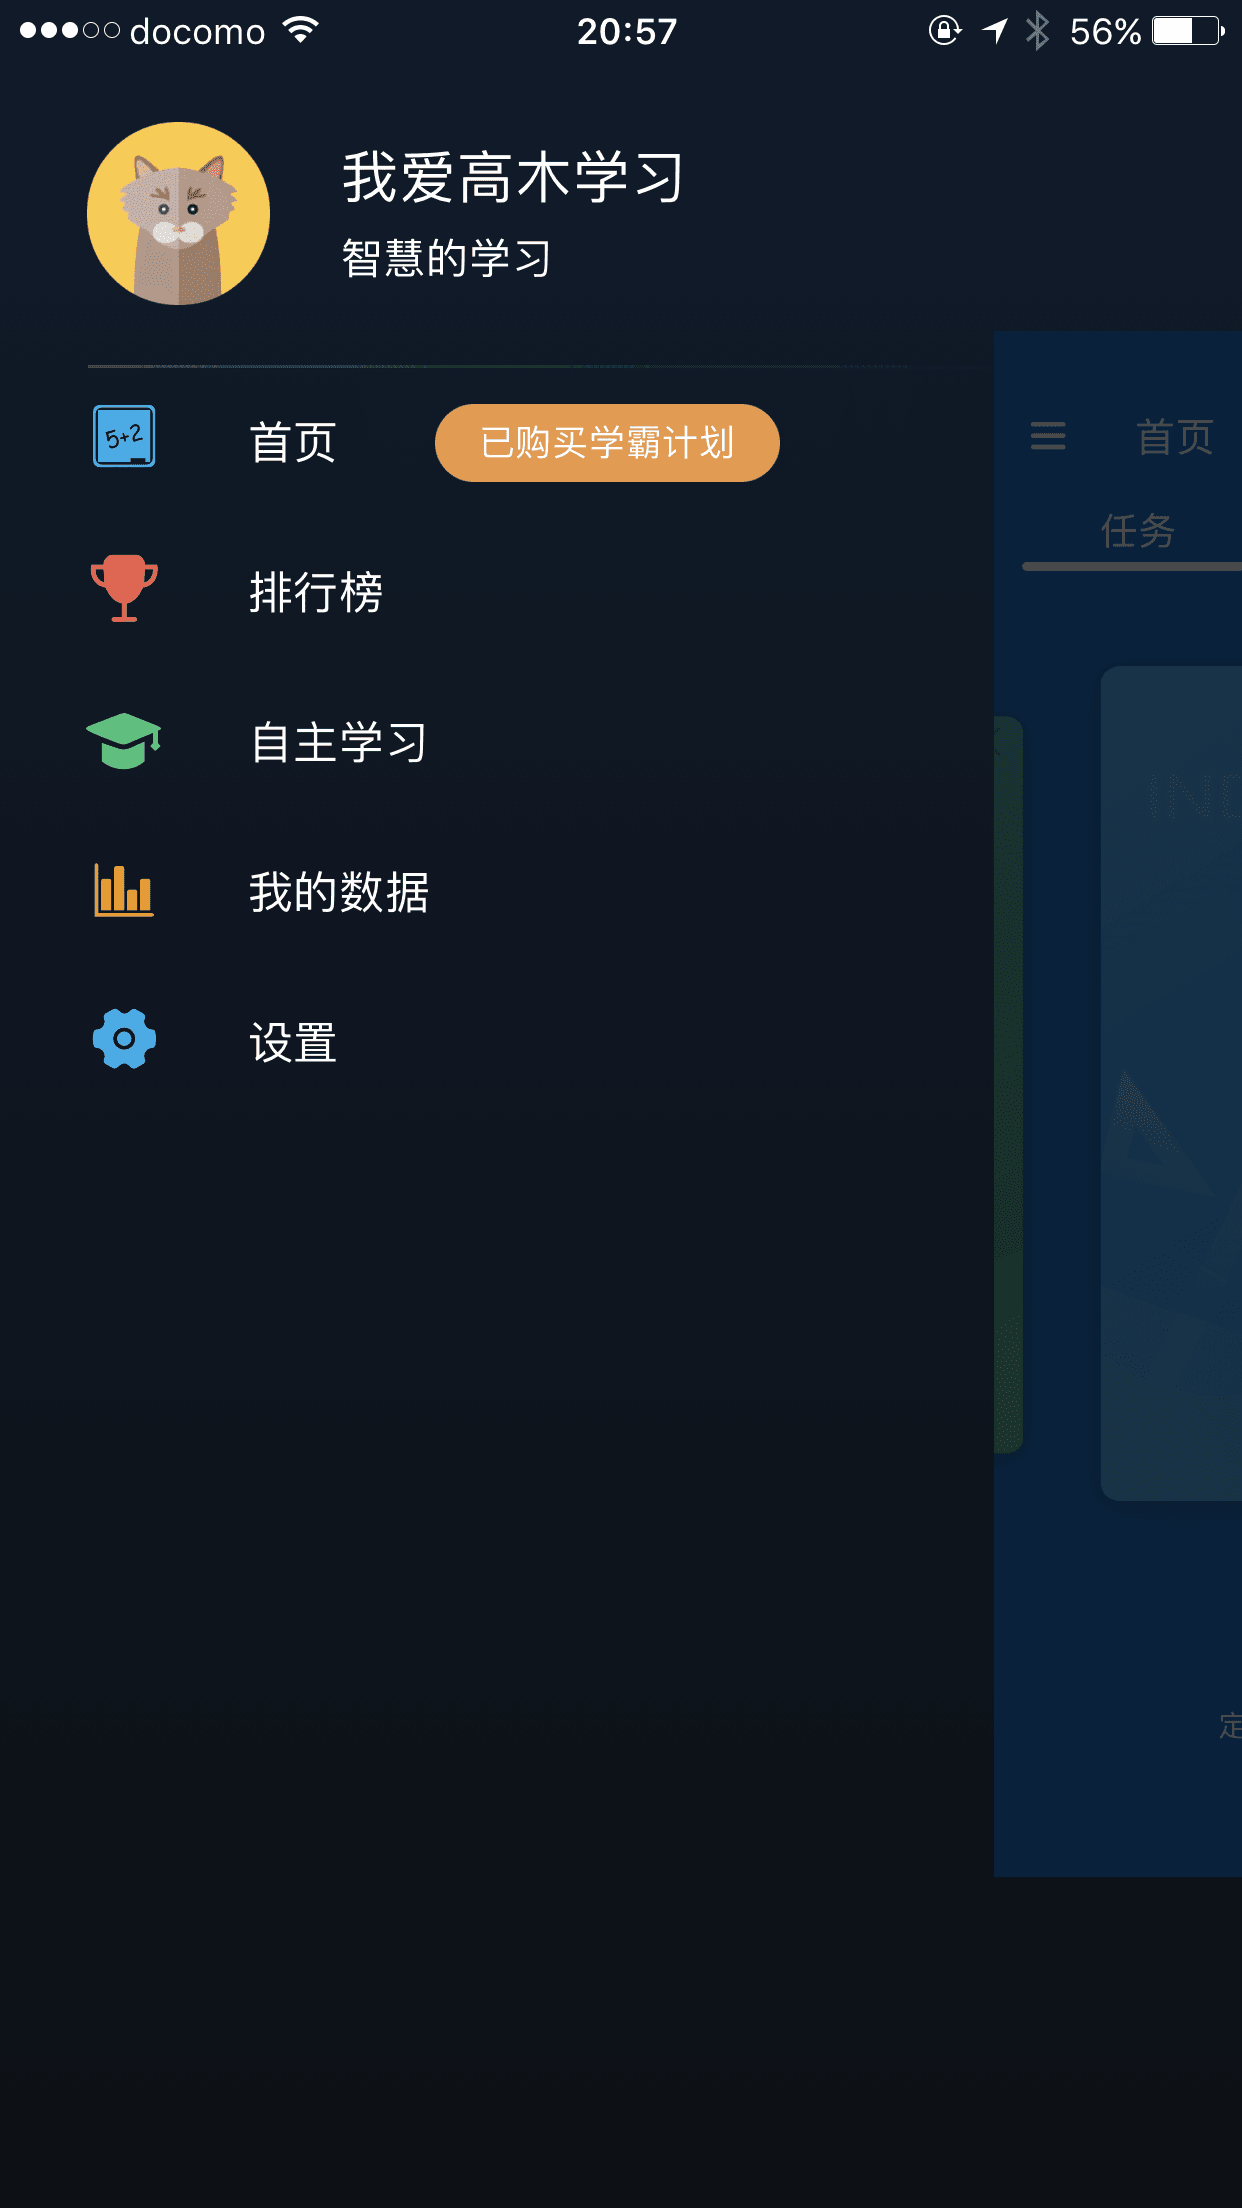 docomo 20:57 56%
我爱高木学习
智慧的学习
5+2
首页 已购买学霸计划
排行榜
自主学习
我的数据
设置
首页
任务
定